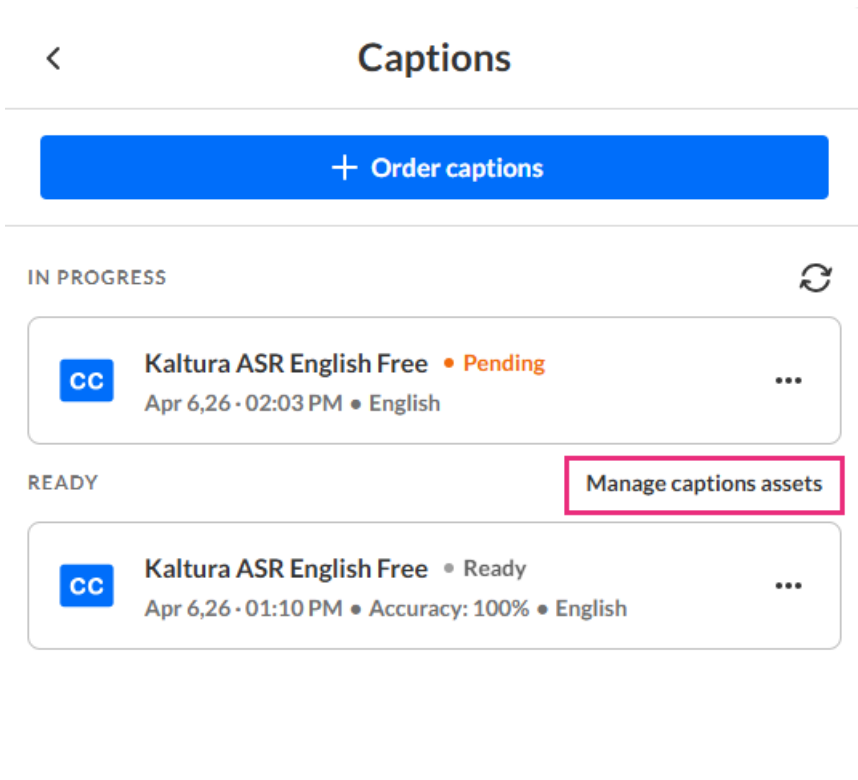 Captions
+ Order captions
IN PROGRESS
CC
Kaltura ASR English Free • Pending
Apr 6,26 · 02:03 PM • English
READY
Manage captions assets
CC
Kaltura ASR English Free • Ready
Apr 6,26 · 01:10 PM • Accuracy: 100% • English